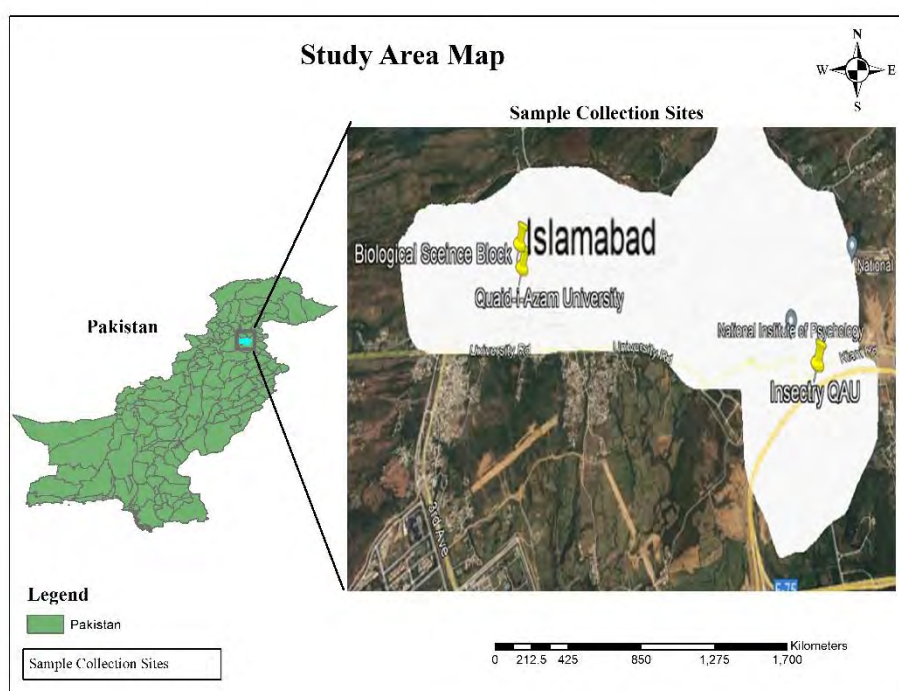 Study Area Map
N
W E
S
Sample Collection Sites
Islamabad
Biological Sceince Block
Quaid-i-Azam University
National
National Institute of Psychology
University Rd
University Rd
Insectry QAU
3rd Ave
Pakistan
Legend
Pakistan
Sample Collection Sites
Kilometers
0 212.5 425 850 1,275 1,700